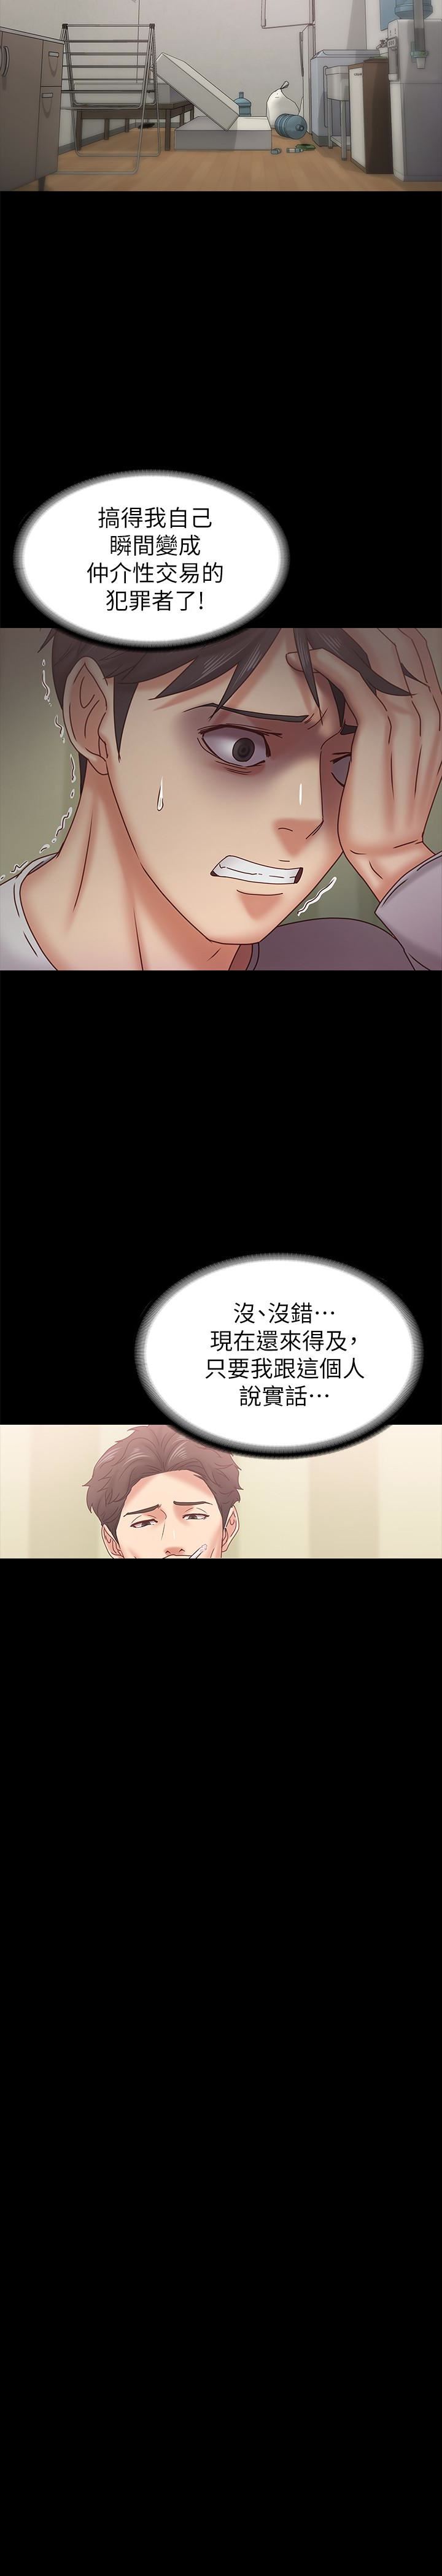 搞得我自己
瞬間變成
仲介性交易的
犯罪者了!
沒、沒錯⋯
現在還來得及,
只要我跟這個人
說實話⋯